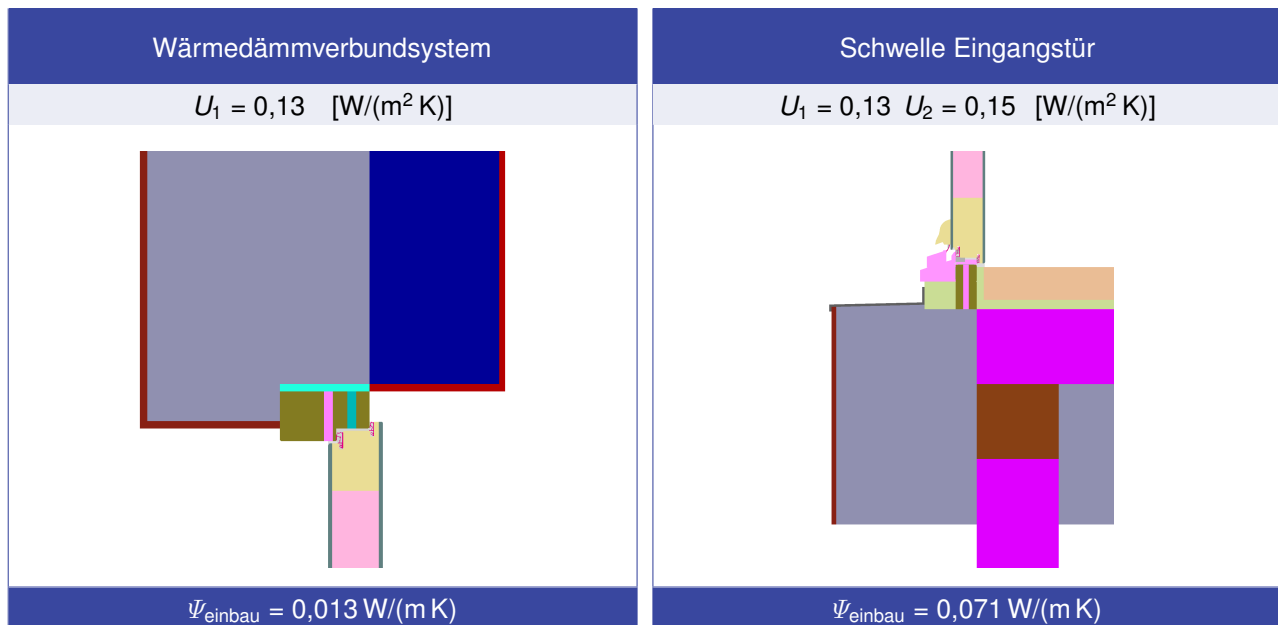 Wärmedämmverbundsystem
U₁ = 0,13 [W/(m² K)]
Ψeinbau = 0,013 W/(m K)
Schwelle Eingangstür
U₁ = 0,13 U₂ = 0,15 [W/(m² K)]
Ψeinbau = 0,071 W/(m K)